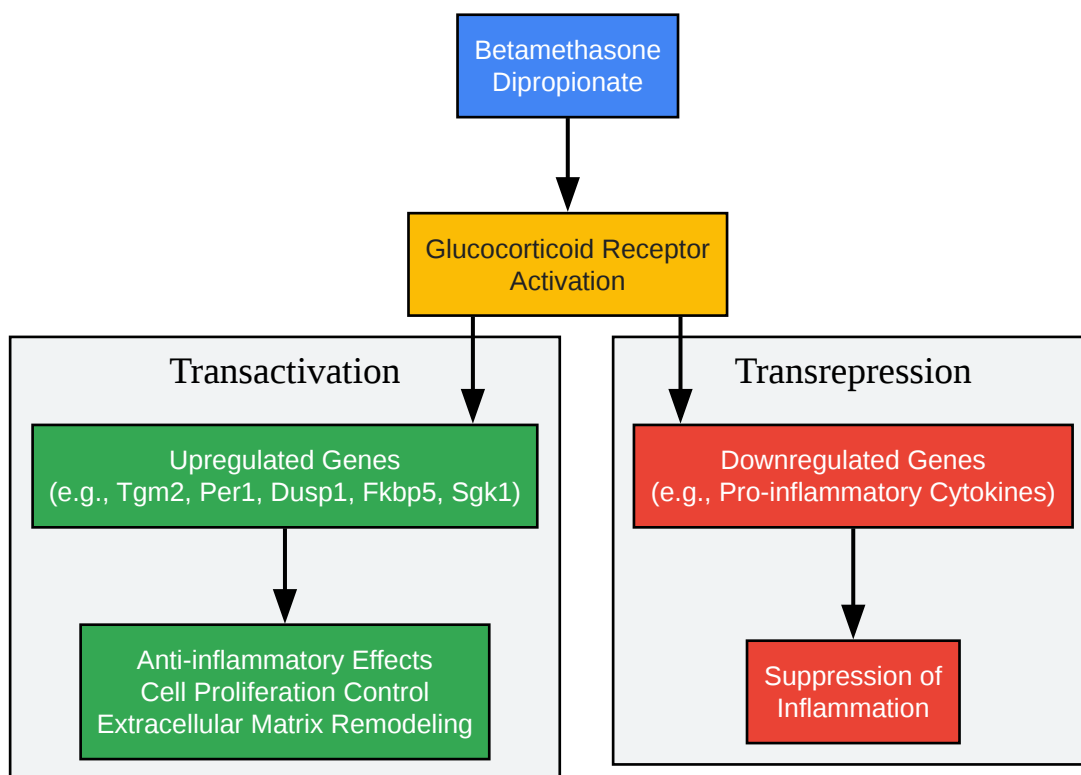 Betamethasone
Dipropionate
Glucocorticoid Receptor
Activation
Transactivation
Upregulated Genes
(e.g., Tgm2, Per1, Dusp1, Fkbp5, Sgk1)
Anti-inflammatory Effects
Cell Proliferation Control
Extracellular Matrix Remodeling
Transrepression
Downregulated Genes
(e.g., Pro-inflammatory Cytokines)
Suppression of
Inflammation